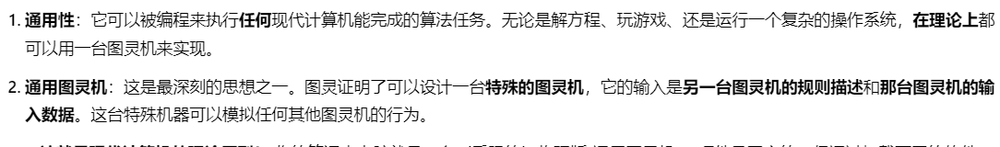 1. 通用性：它可以被编程来执行任何现代计算机能完成的算法任务。无论是解方程、玩游戏、还是运行一个复杂的操作系统，在理论上都
可以用一台图灵机来实现。
2. 通用图灵机：这是最深刻的思想之一。图灵证明了可以设计一台特殊的图灵机，它的输入是另一台图灵机的规则描述和那台图灵机的输
入数据。这台特殊机器可以模拟任何其他图灵机的行为。